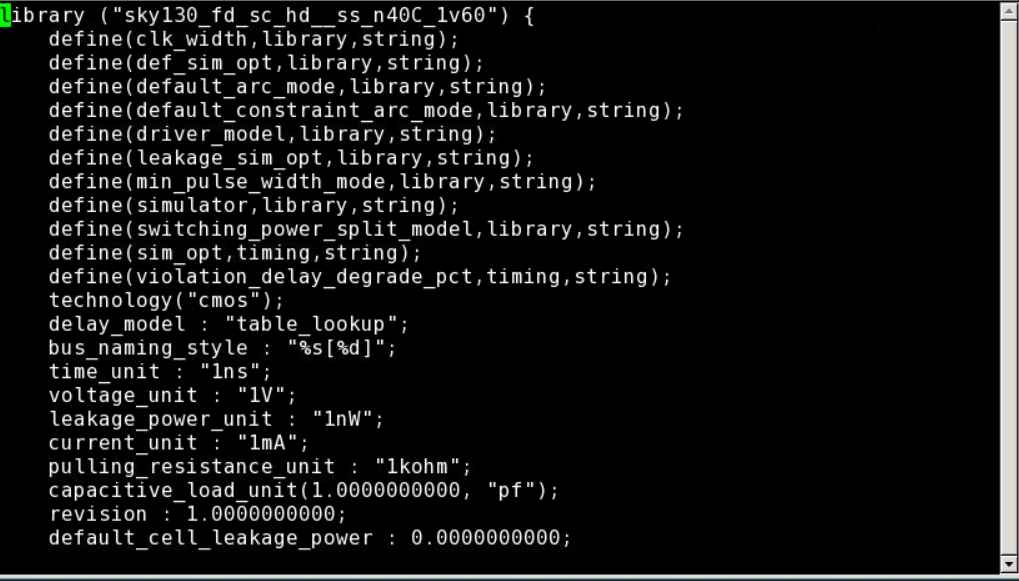 library ("sky130_fd_sc_hd__ss_n40C_1v60") {
    define(clk_width,library,string);
    define(def_sim_opt,library,string);
    define(default_arc_mode,library,string);
    define(default_constraint_arc_mode,library,string);
    define(driver_model,library,string);
    define(leakage_sim_opt,library,string);
    define(min_pulse_width_mode,library,string);
    define(simulator,library,string);
    define(switching_power_split_model,library,string);
    define(sim_opt,timing,string);
    define(violation_delay_degrade_pct,timing,string);
    technology("cmos");
    delay_model : "table_lookup";
    bus_naming_style : "%s[%d]";
    time_unit : "1ns";
    voltage_unit : "1V";
    leakage_power_unit : "1nW";
    current_unit : "1mA";
    pulling_resistance_unit : "1kohm";
    capacitive_load_unit(1.0000000000, "pf");
    revision : 1.0000000000;
    default_cell_leakage_power : 0.0000000000;